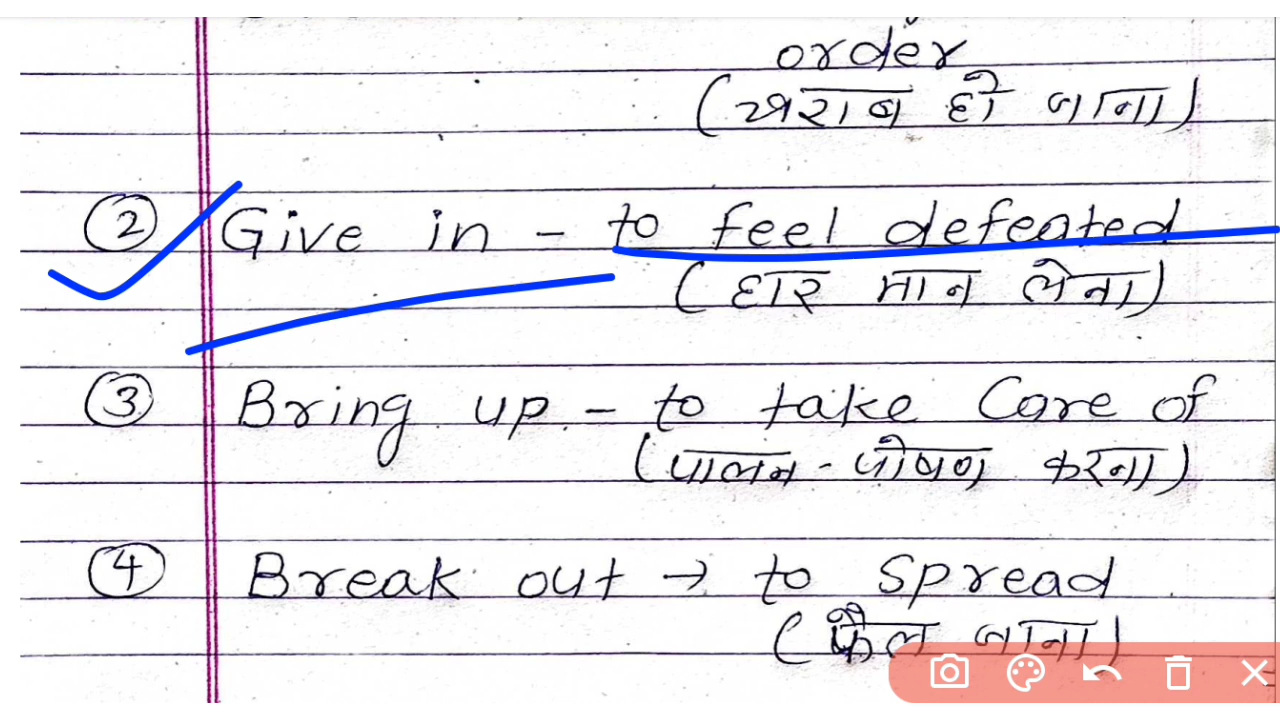 order
(खराब हो जाना)
② Give in - to feel defeated
(हार मान लेना)
③ Bring up - to take Care of
(पालन - पोषण करना)
④ Break out → to spread
(फैल जाना)